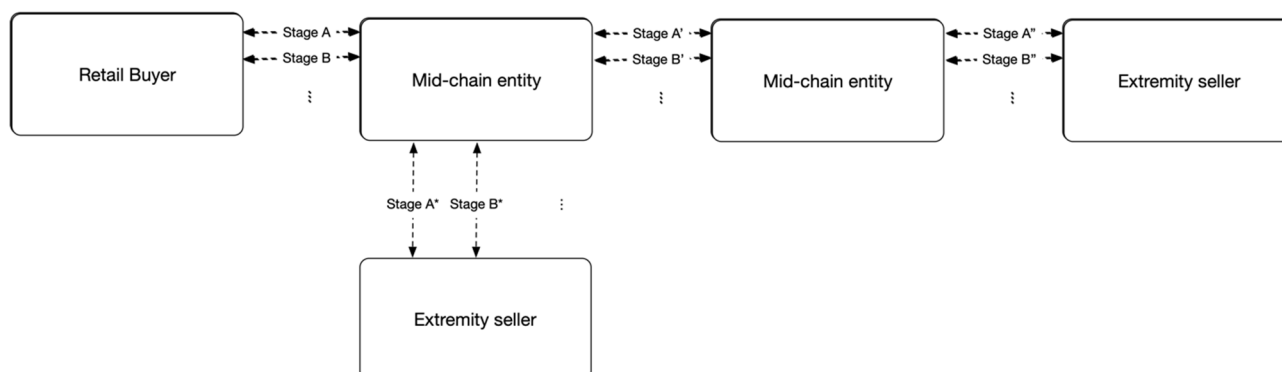 Retail Buyer
Stage A
Stage B
⋮
Mid-chain entity
Stage A'
Stage B'
⋮
Mid-chain entity
Stage A"
Stage B"
⋮
Extremity seller
Stage A* Stage B* ⋮
Extremity seller